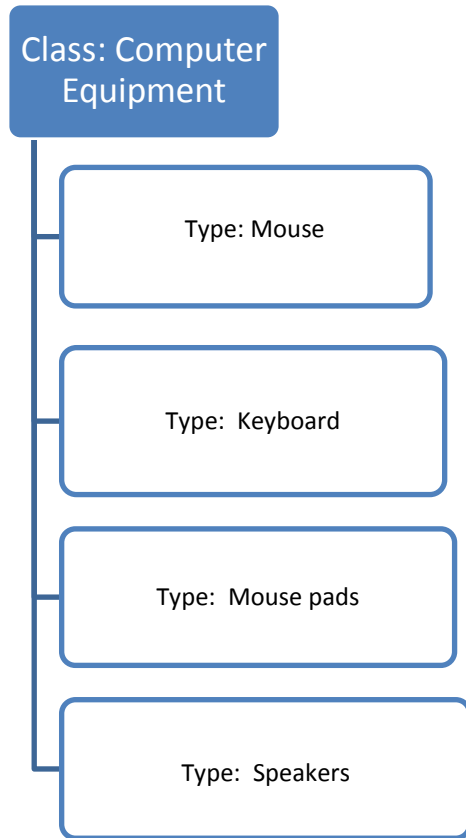 Class: Computer
Equipment
Type: Mouse
Type:  Keyboard
Type:  Mouse pads
Type:  Speakers